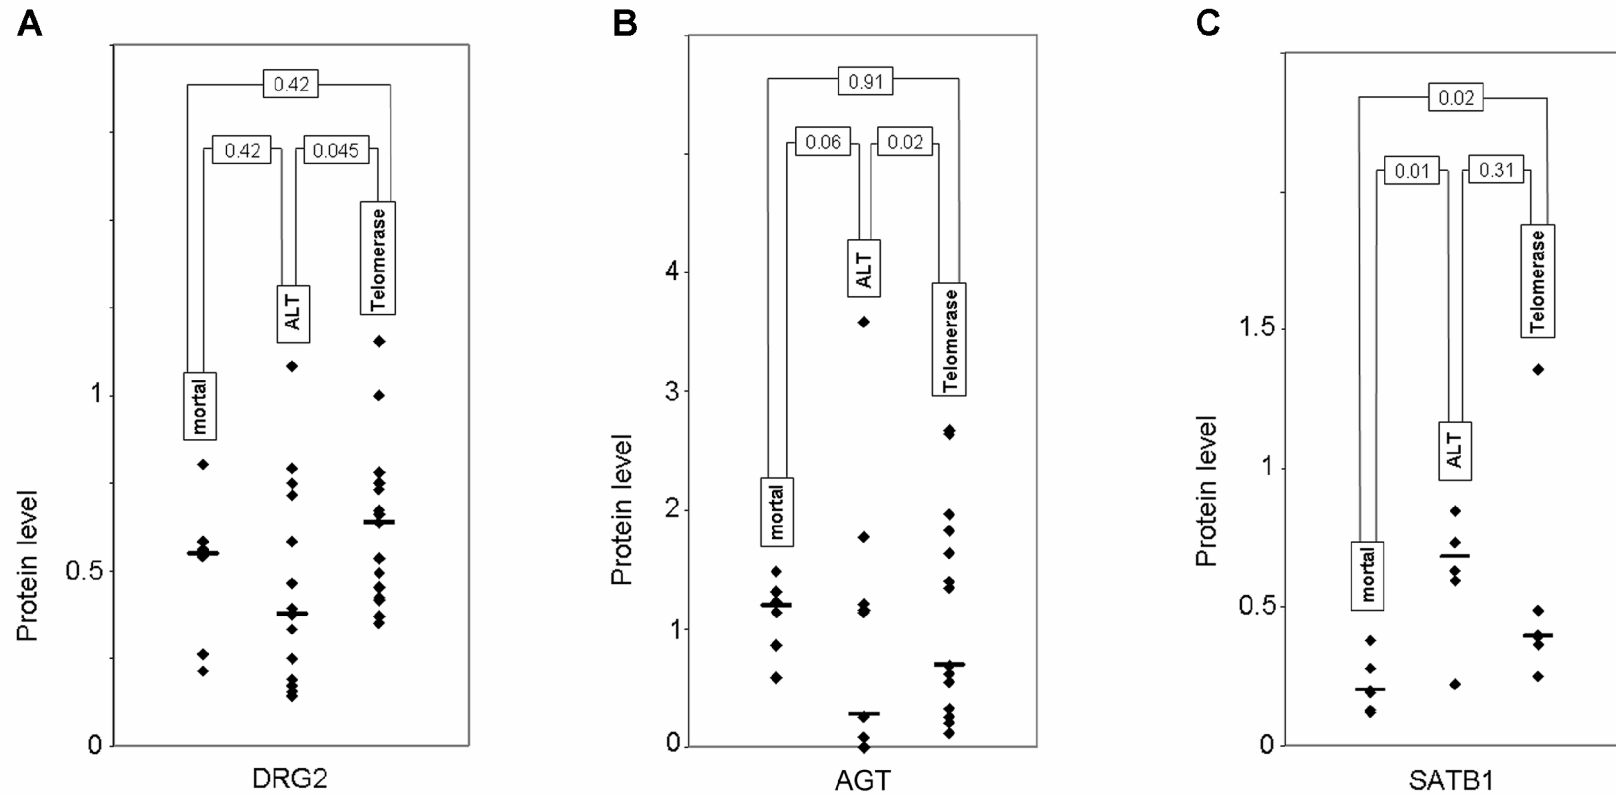 A
0.42
0.42
0.045
Telomerase
ALT
mortal
1
0.5
0
Protein level
DRG2
B
0.91
0.06
0.02
ALT
Telomerase
mortal
4
3
2
1
0
Protein level
AGT
C
0.02
0.01
0.31
Telomerase
ALT
mortal
1.5
1
0.5
0
Protein level
SATB1